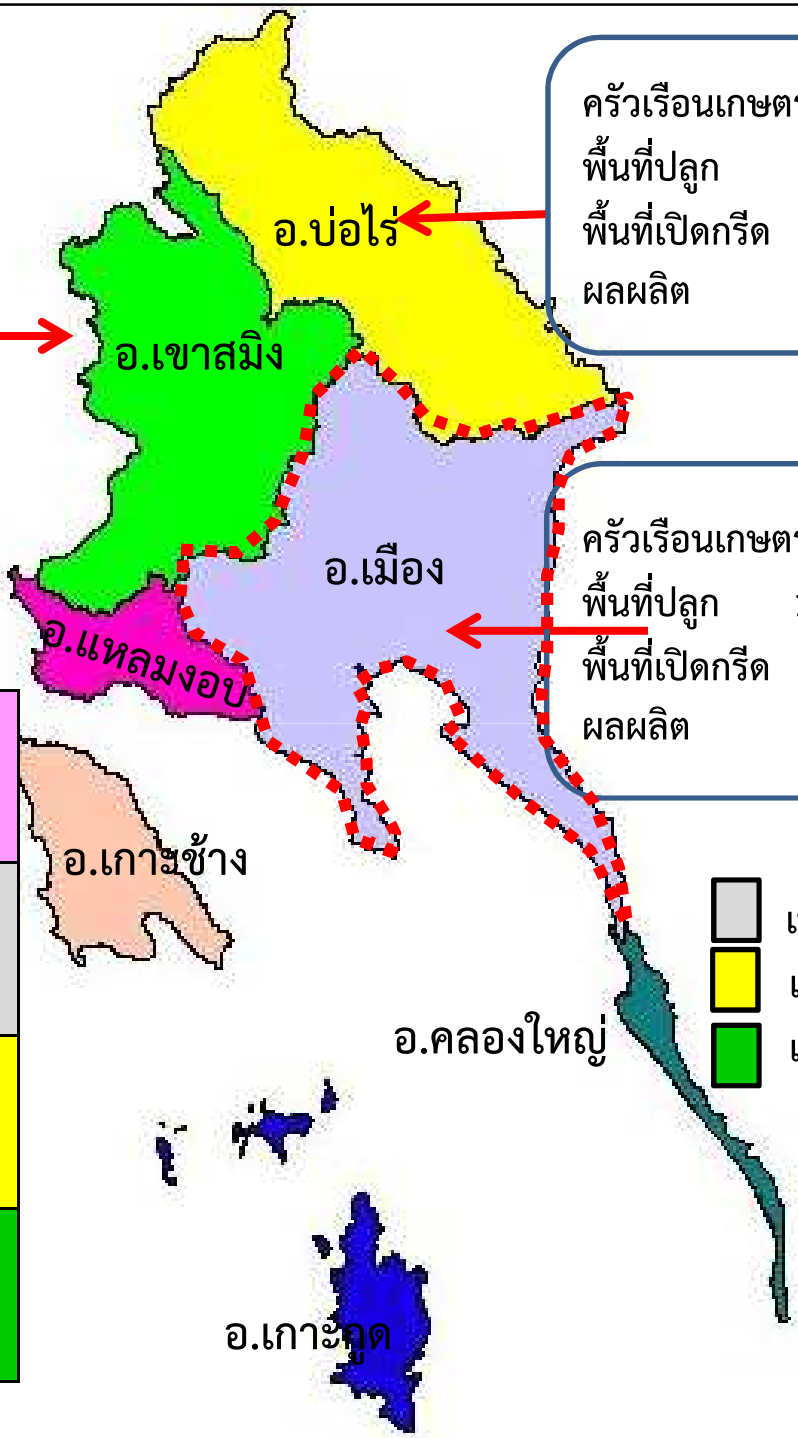 ครัวเรือนเกษตร
พื้นที่ปลูก
พื้นที่เปิดกรีด
ผลผลิต
อ.บ่อไร่
อ.เขาสมิง
ครัวเรือนเกษตร
พื้นที่ปลูก
พื้นที่เปิดกรีด
ผลผลิต
อ.เมือง
อ.แหลมงอบ
อ.เกาะช้าง
อ.คลองใหญ่
อ.เกาะกูด